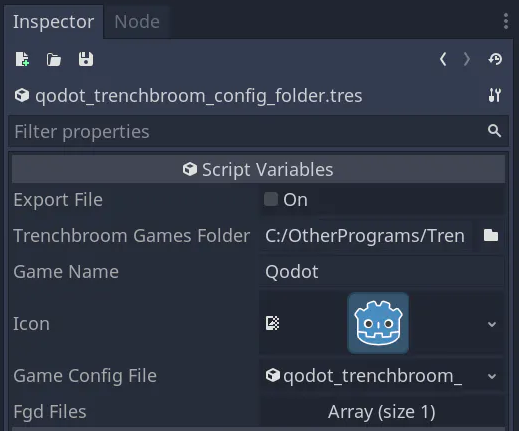 Inspector Node
qodot_trenchbroom_config_folder.tres
Filter properties
Script Variables
Export File On
Trenchbroom Games Folder C:/OtherPrograms/Tren
Game Name Qodot
Icon
Game Config File qodot_trenchbroom_
Fgd Files Array (size 1)